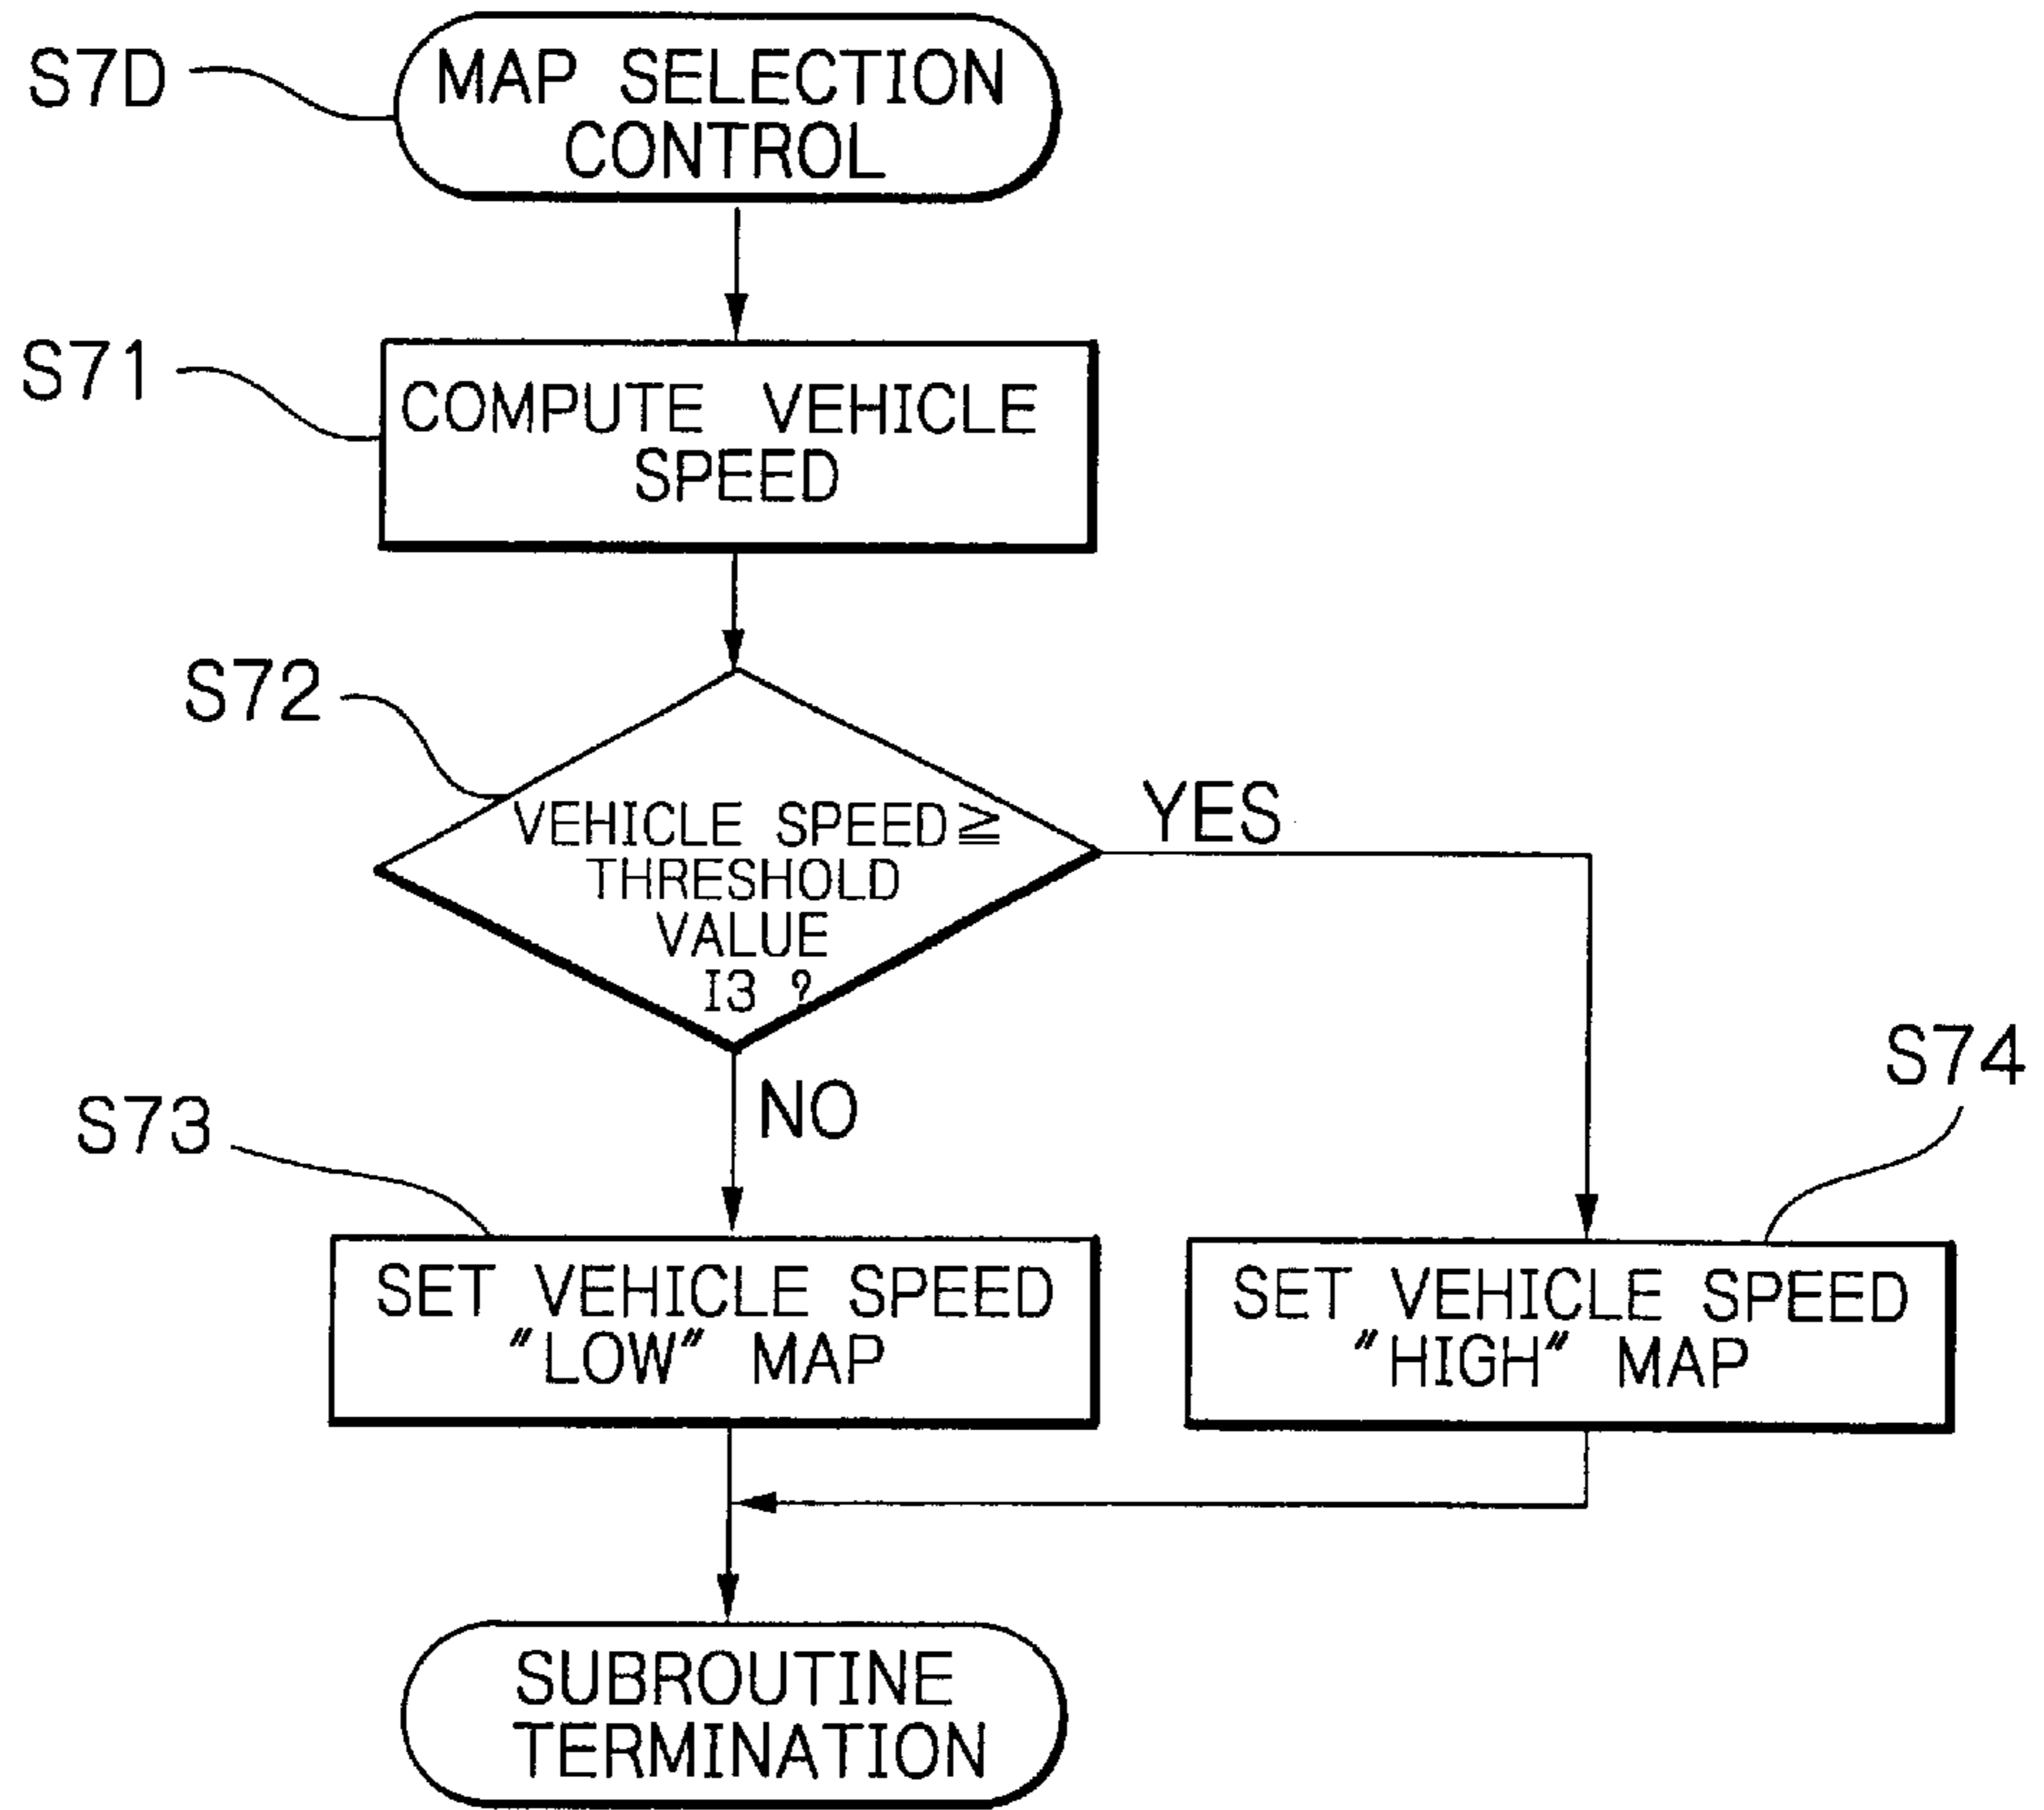 S7D
MAP SELECTION
CONTROL
S71
COMPUTE VEHICLE
SPEED
S72
VEHICLE SPEED≧
THRESHOLD
VALUE
I3 ?
YES
NO
S73
SET VEHICLE SPEED
"LOW" MAP
S74
SET VEHICLE SPEED
"HIGH" MAP
SUBROUTINE
TERMINATION